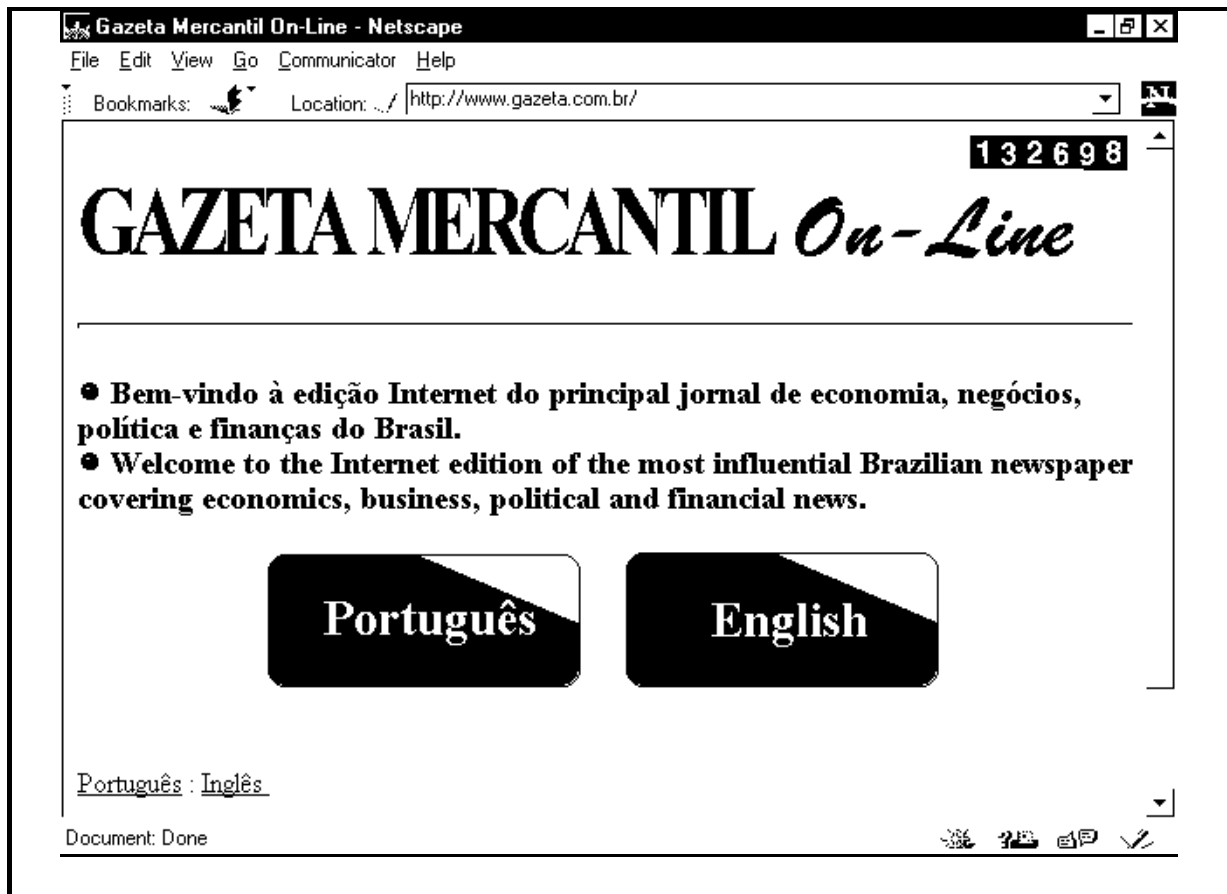 Gazeta Mercantil On-Line - Netscape
File Edit View Go Communicator Help
Bookmarks: Location: http://www.gazeta.com.br/ N
132698
GAZETA MERCANTIL On-Line
Bem-vindo à edição Internet do principal jornal de economia, negócios,
política e finanças do Brasil.
Welcome to the Internet edition of the most influential Brazilian newspaper
covering economics, business, political and financial news.
Português English
Português : Inglês
Document: Done